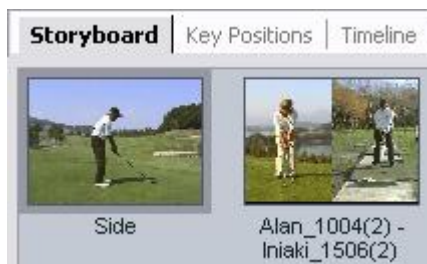 Storyboard | Key Positions | Timeline
Side
Alan_1004(2) -
Iniaki_1506(2)